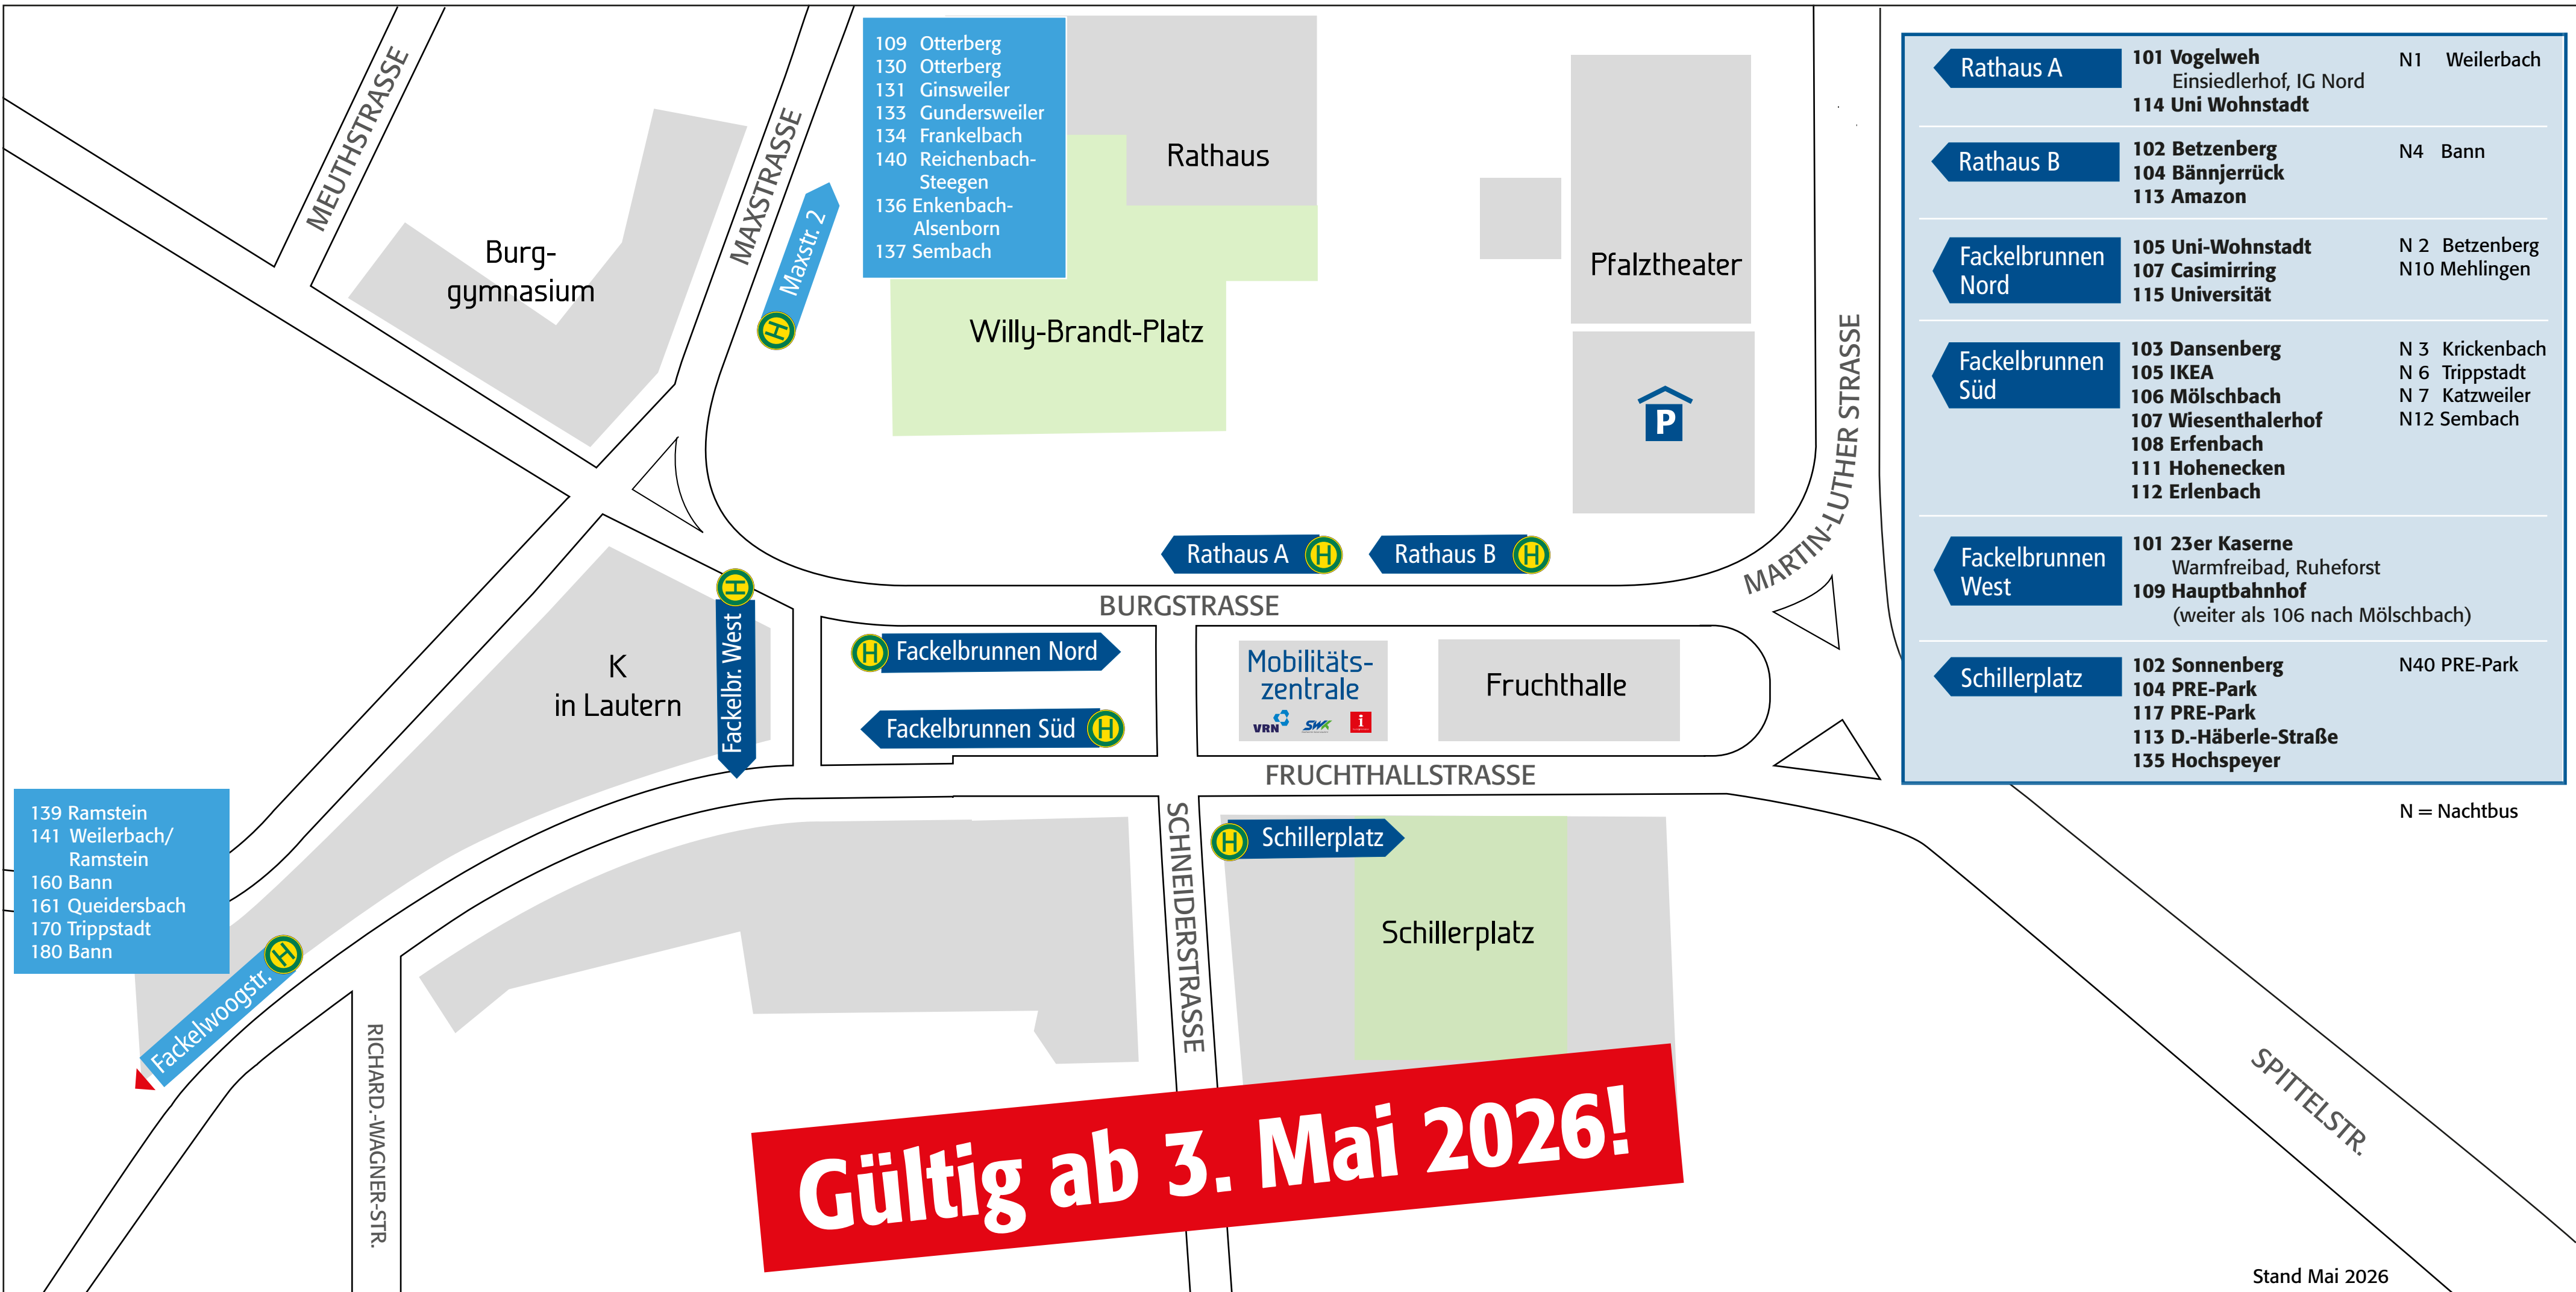 MEUTHSTRASSE
MAXSTRASSE
Maxstr. 2
H
109 Otterberg
130 Otterberg
131 Ginsweiler
133 Gundersweiler
134 Frankelbach
140 Reichenbach-
Steegen
136 Enkenbach-
Alsenborn
137 Sembach
Rathaus
Burg-
gymnasium
Willy-Brandt-Platz
Pfalztheater
P
MARTIN-LUTHER STRASSE
Rathaus A H
Rathaus B H
BURGSTRASSE
H
Fackelbr. West
K
in Lautern
H Fackelbrunnen Nord
Fackelbrunnen Süd H
Mobilitäts-
zentrale
VRN SWK i
Fruchthalle
FRUCHTHALLSTRASSE
SCHNEIDERSTRASSE
H Schillerplatz
Schillerplatz
139 Ramstein
141 Weilerbach/
Ramstein
160 Bann
161 Queidersbach
170 Trippstadt
180 Bann
H
Fackelwoogstr.
RICHARD.-WAGNER-STR.
SPITTELSTR.
Gültig ab 3. Mai 2026!
Rathaus A
101 Vogelweh
Einsiedlerhof, IG Nord
114 Uni Wohnstadt
N1 Weilerbach
Rathaus B
102 Betzenberg
104 Bännjerrück
113 Amazon
N4 Bann
Fackelbrunnen
Nord
105 Uni-Wohnstadt
107 Casimirring
115 Universität
N 2 Betzenberg
N10 Mehlingen
Fackelbrunnen
Süd
103 Dansenberg
105 IKEA
106 Mölschbach
107 Wiesenthalerhof
108 Erfenbach
111 Hohenecken
112 Erlenbach
N 3 Krickenbach
N 6 Trippstadt
N 7 Katzweiler
N12 Sembach
Fackelbrunnen
West
101 23er Kaserne
Warmfreibad, Ruheforst
109 Hauptbahnhof
(weiter als 106 nach Mölschbach)
Schillerplatz
102 Sonnenberg
104 PRE-Park
117 PRE-Park
113 D.-Häberle-Straße
135 Hochspeyer
N40 PRE-Park
N = Nachtbus
Stand Mai 2026